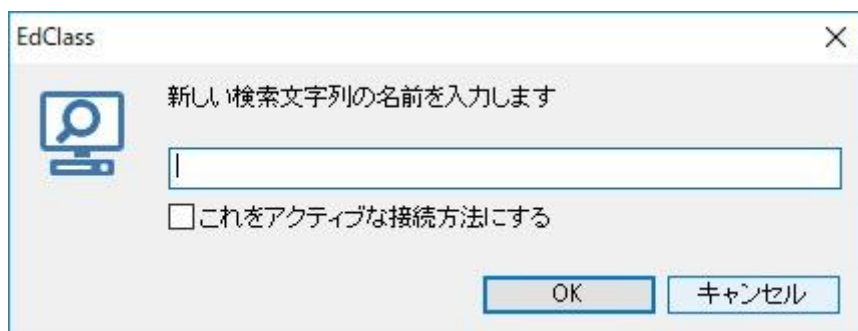 EdClass
新しい検索文字列の名前を入力します
これをアクティブな接続方法にする
OK キャンセル